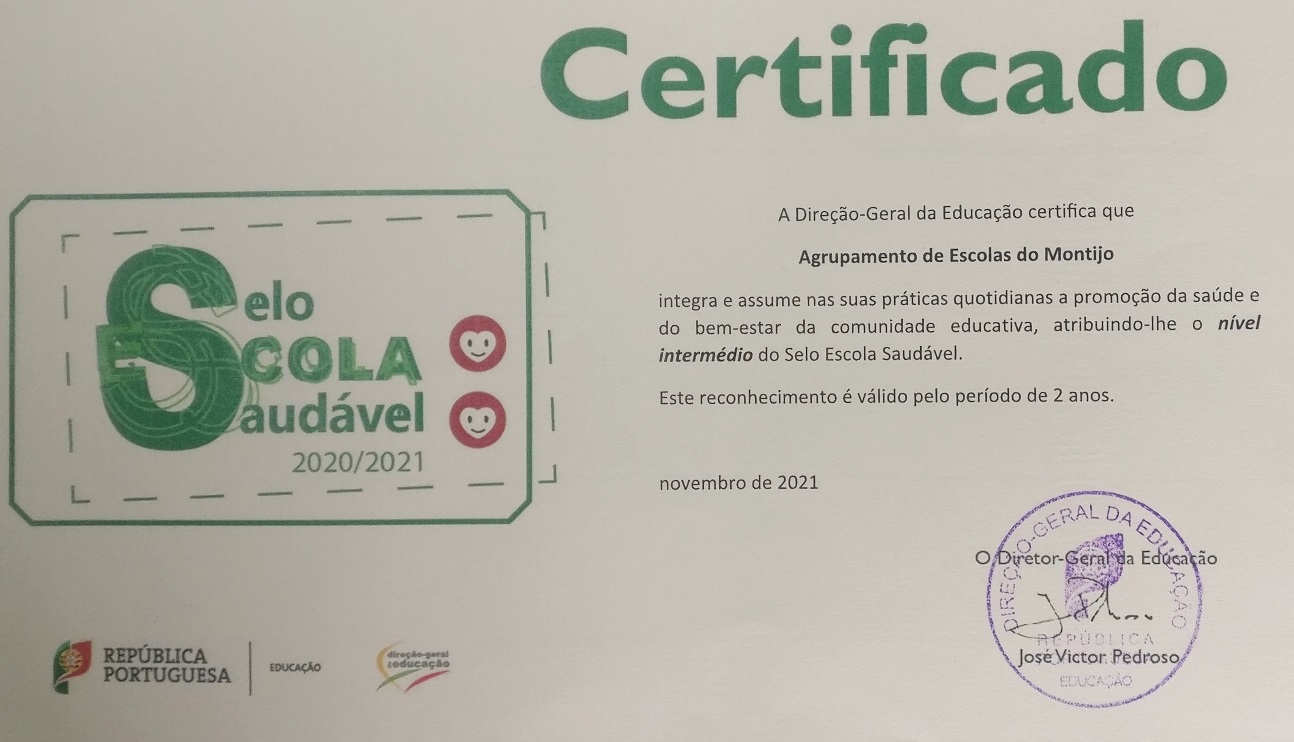 Certificado
A Direção-Geral da Educação certifica que
Agrupamento de Escolas do Montijo
integra e assume nas suas práticas quotidianas a promoção da saúde e
do bem-estar da comunidade educativa, atribuindo-lhe o nível
intermédio do Selo Escola Saudável.
Este reconhecimento é válido pelo período de 2 anos.
novembro de 2021
Selo
ESCOLA
Saudável
2020/2021
O Diretor-Geral da Educação
DIREÇÃO-GERAL DA EDUCAÇÃO
REPÚBLICA
José Victor Pedroso
EDUCAÇÃO
REPÚBLICA
PORTUGUESA
EDUCAÇÃO
direção-geral
educação